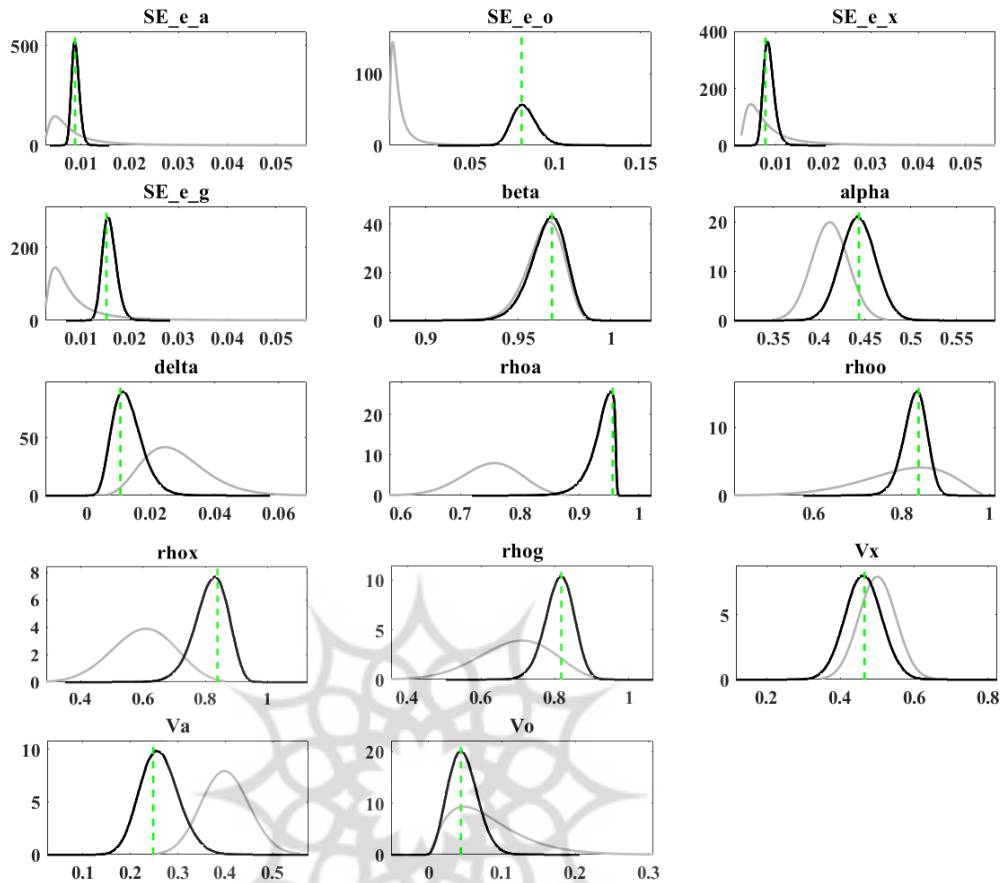 SE_e_a SE_e_o SE_e_x
500 0 0.01 0.02 0.03 0.04 0.05
100 0 0.05 0.1 0.15
400 200 0 0.01 0.02 0.03 0.04 0.05
SE_e_g beta alpha
200 0 0.01 0.02 0.03 0.04 0.05
40 20 0 0.9 0.95 1
20 10 0 0.35 0.4 0.45 0.5 0.55
delta rhoa rhoo
50 0 0 0.02 0.04 0.06
20 10 0 0.6 0.7 0.8 0.9 1
10 0 0.6 0.8 1
rhox rhog Vx
8 6 4 2 0 0.4 0.6 0.8 1
10 5 0 0.4 0.6 0.8 1
5 0 0.2 0.4 0.6 0.8
Va Vo
10 5 0 0.1 0.2 0.3 0.4 0.5
20 10 0 0 0.1 0.2 0.3